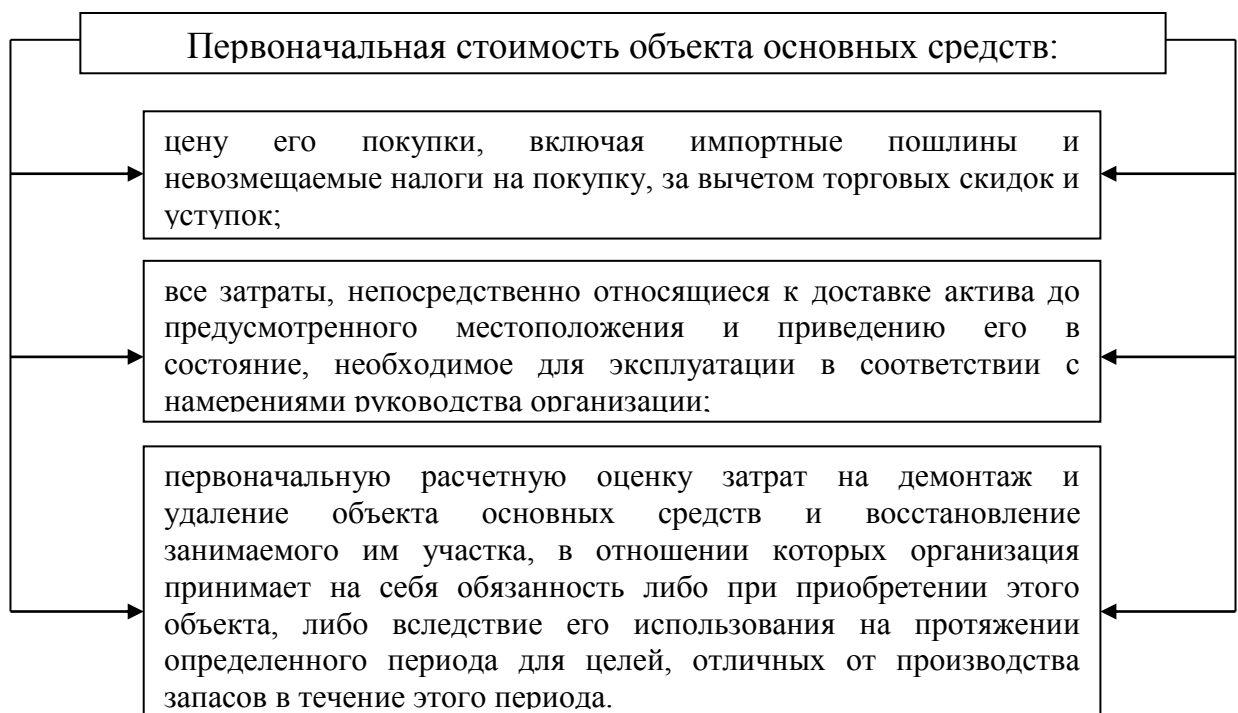 Первоначальная стоимость объекта основных средств:
цену его покупки, включая импортные пошлины и
невозмещаемые налоги на покупку, за вычетом торговых скидок и
уступок;
все затраты, непосредственно относящиеся к доставке актива до
предусмотренного местоположения и приведению его в
состояние, необходимое для эксплуатации в соответствии с
намерениями руководства организации;
первоначальную расчетную оценку затрат на демонтаж и
удаление объекта основных средств и восстановление
занимаемого им участка, в отношении которых организация
принимает на себя обязанность либо при приобретении этого
объекта, либо вследствие его использования на протяжении
определенного периода для целей, отличных от производства
запасов в течение этого периода.